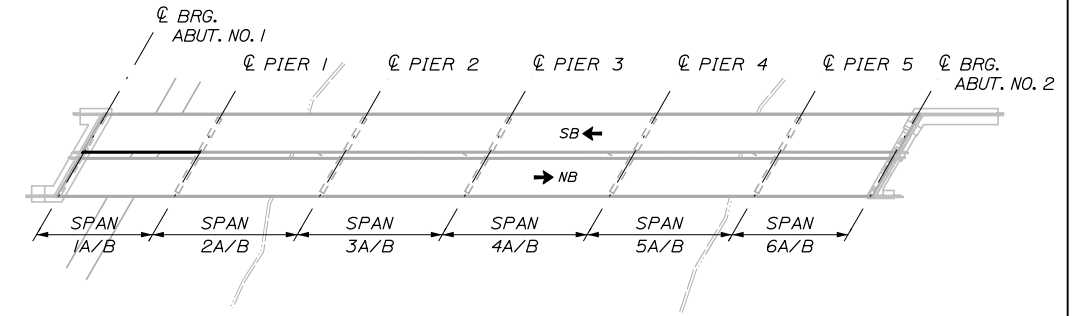 ℄ BRG.
ABUT. NO. 1
℄ PIER 1
℄ PIER 2
℄ PIER 3
℄ PIER 4
℄ PIER 5
℄ BRG.
ABUT. NO. 2
SB
NB
SPAN
1A/B
SPAN
2A/B
SPAN
3A/B
SPAN
4A/B
SPAN
5A/B
SPAN
6A/B